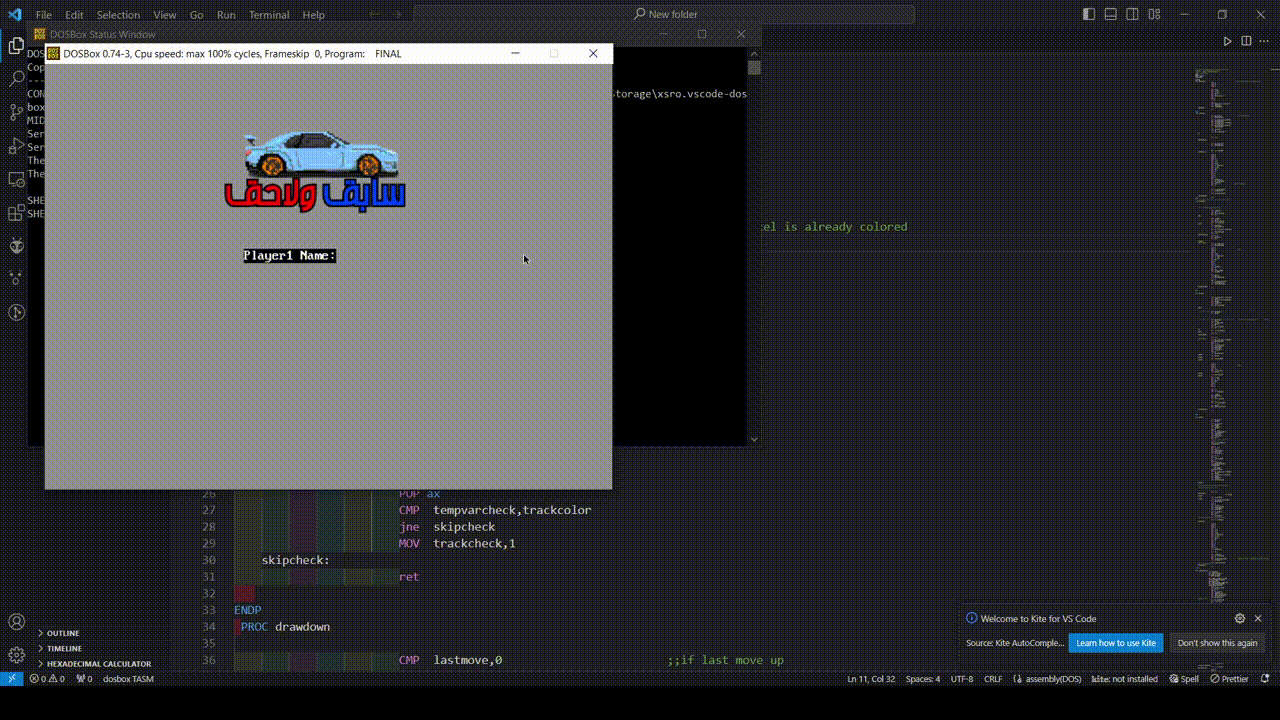 File Edit Selection View Go Run Terminal Help
New folder
DOSBox Status Window
DOSBox 0.74-3, Cpu speed: max 100% cycles, Frameskip 0, Program: FINAL
DOS
Cop
CON
torage\xsro.vscode-dos
box
MID
Ser
Ser
The
The
SHE
SHE
سابق ولاحق
el is already colored
Player1 Name:
26 POP ax
27 CMP tempvarcheck,trackcolor
28 jne skipcheck
29 MOV trackcheck,1
30 skipcheck:
31 ret
32
33 ENDP
34 PROC drawdown
35
36 CMP lastmove,0 ;;if last move up
OUTLINE
TIMELINE
HEXADECIMAL CALCULATOR
Welcome to Kite for VS Code
Source: Kite AutoComple... Learn how to use Kite Don't show this again
0 0 0 dosbox TASM Ln 11, Col 32 Spaces: 4 UTF-8 CRLF assembly(DOS) kite: not installed Spell Prettier